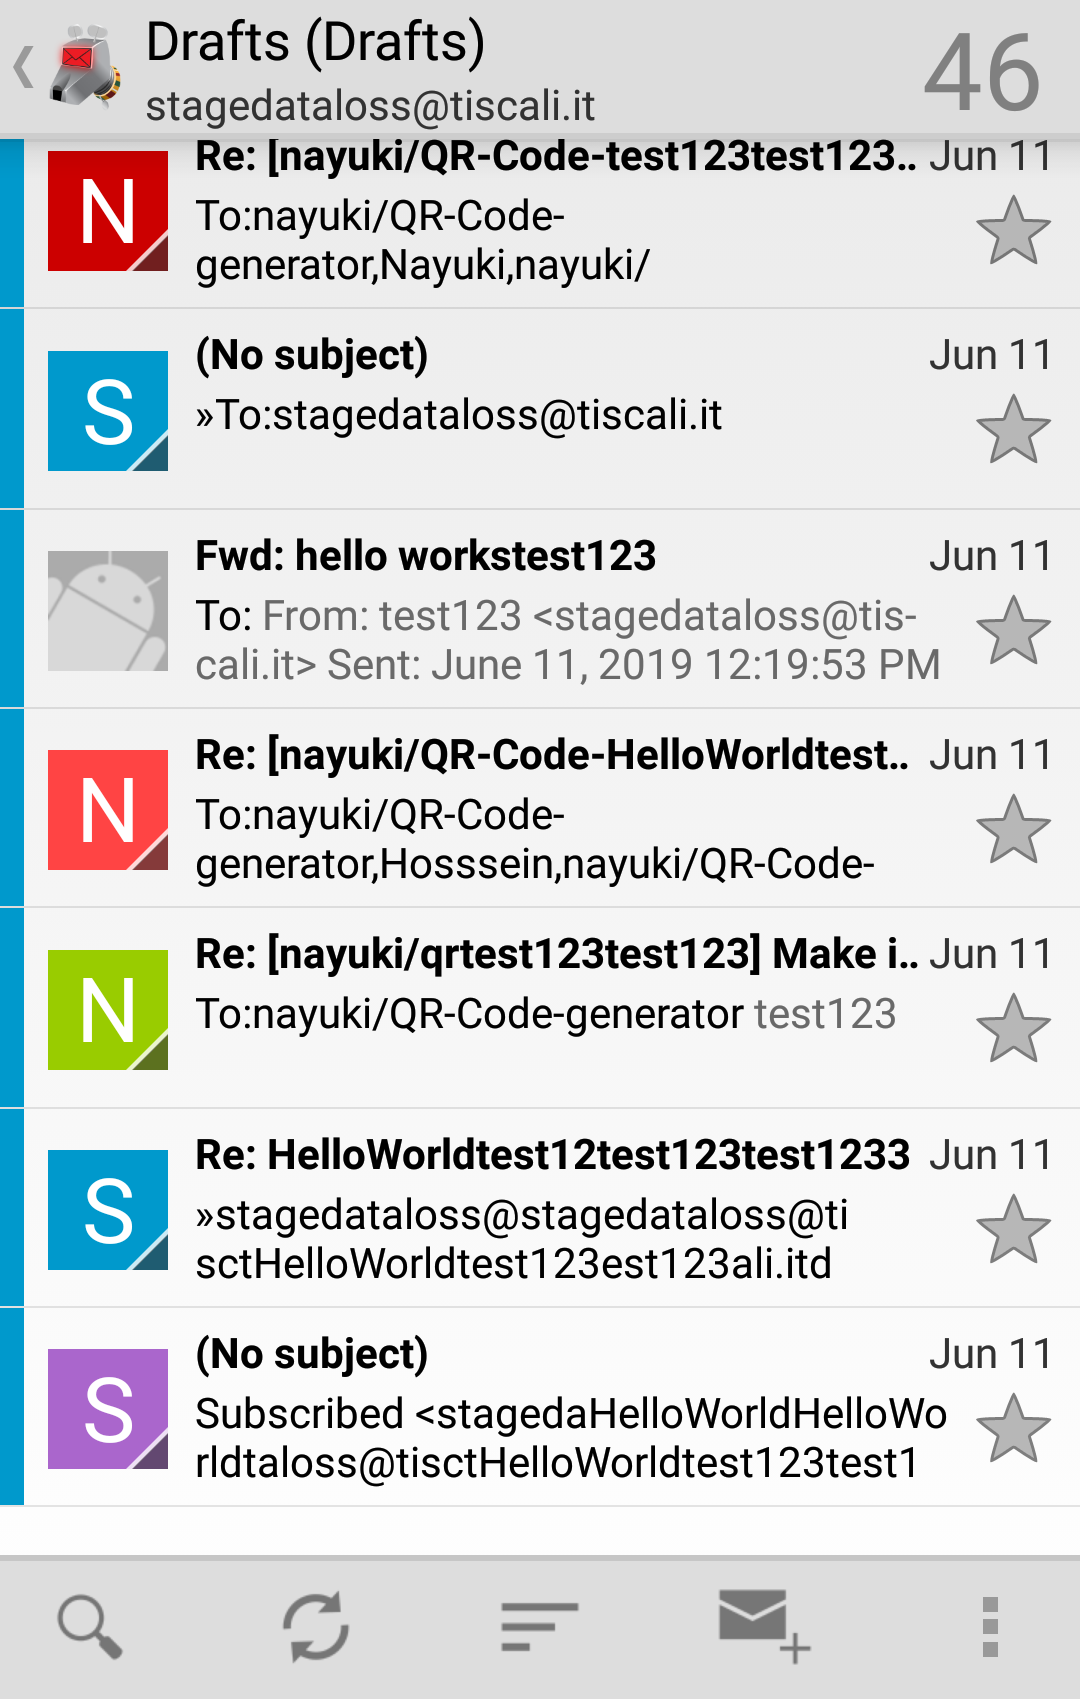 Drafts (Drafts)
46
stagedataloss@tiscali.it
Re: [nayuki/QR-Code-test123test123.. Jun 11
N
To:nayuki/QR-Code-
generator,Nayuki,nayuki/
(No subject) Jun 11
S
»To:stagedataloss@tiscali.it
Fwd: hello workstest123 Jun 11
To: From: test123 <stagedataloss@tis-
cali.it> Sent: June 11, 2019 12:19:53 PM
Re: [nayuki/QR-Code-HelloWorldtest.. Jun 11
N
To:nayuki/QR-Code-
generator,Hosssein,nayuki/QR-Code-
Re: [nayuki/qrtest123test123] Make i.. Jun 11
N
To:nayuki/QR-Code-generator test123
Re: HelloWorldtest12test123test1233 Jun 11
S
»stagedataloss@stagedataloss@ti
sctHelloWorldtest123est123ali.itd
(No subject) Jun 11
S
Subscribed <stagedaHelloWorldHelloWo
rldtaloss@tisctHelloWorldtest123test1